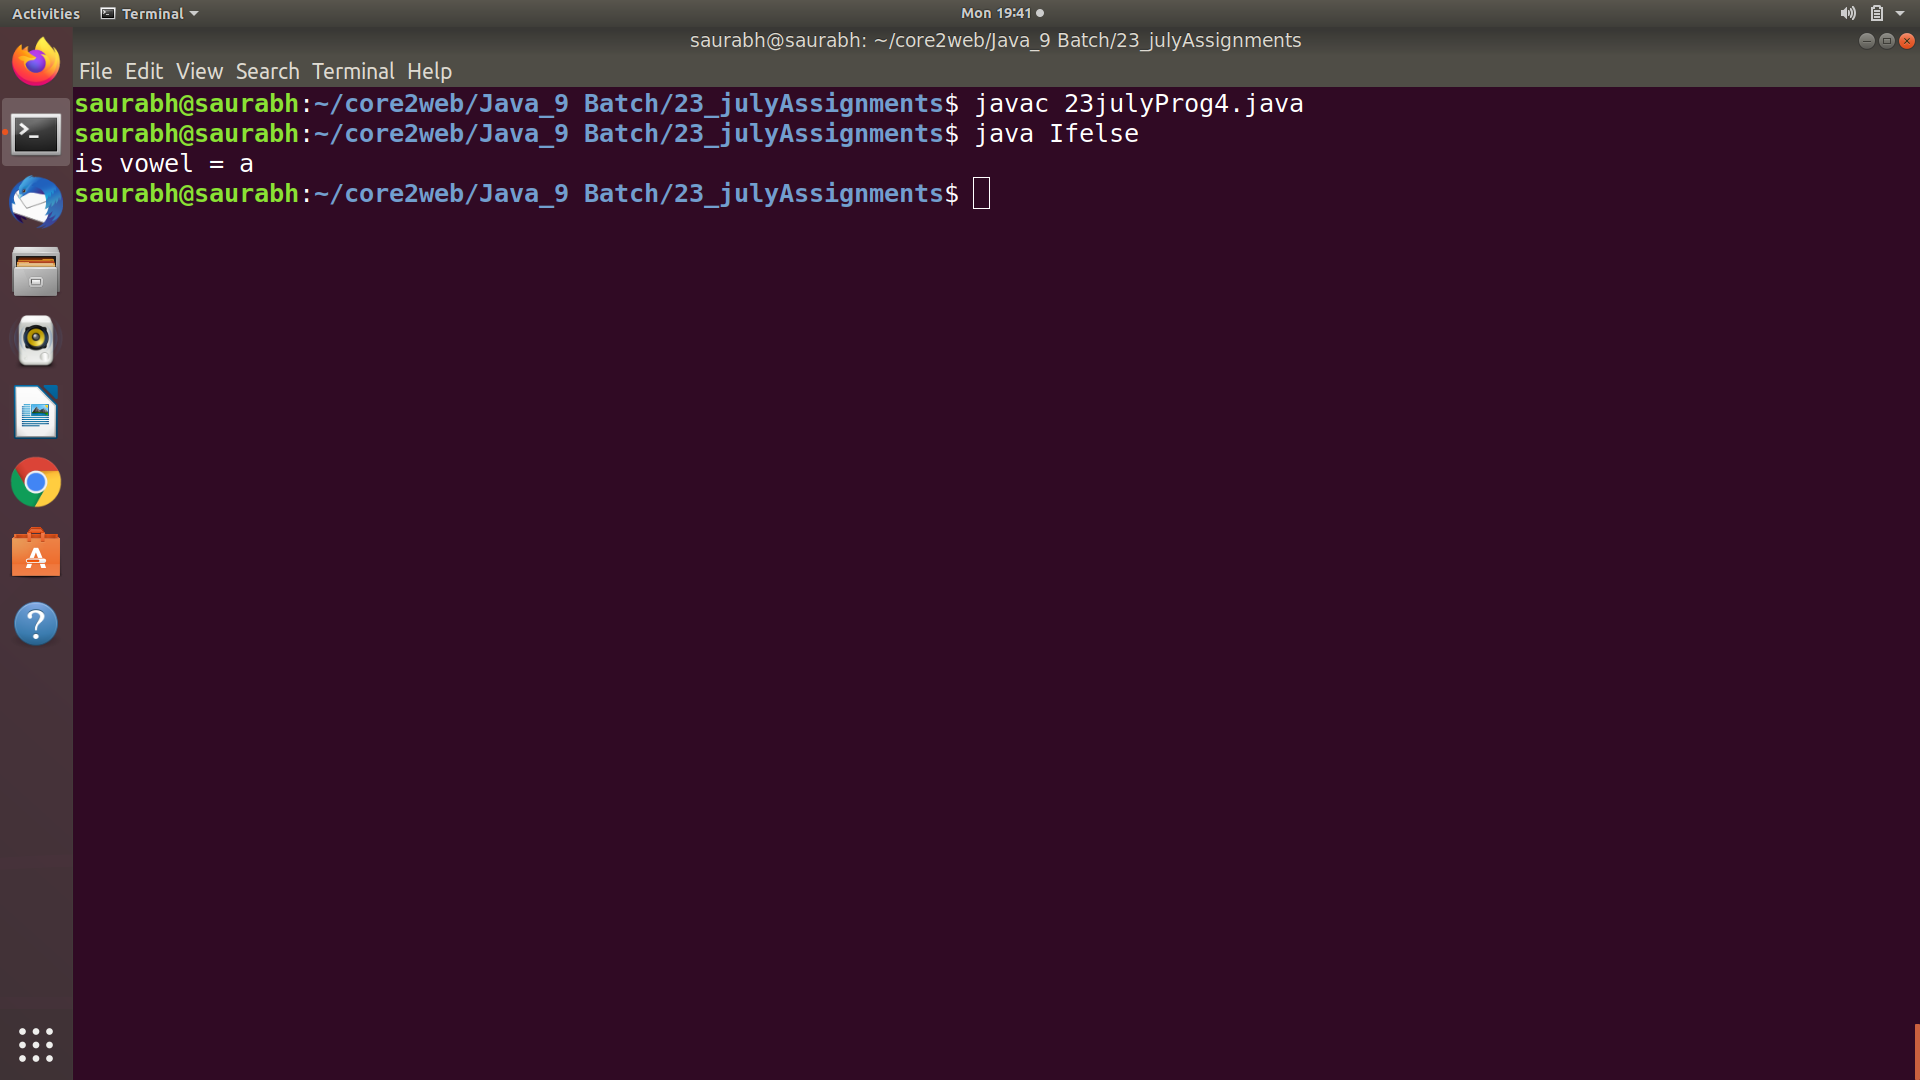 Activities Terminal Mon 19:41
saurabh@saurabh: ~/core2web/Java_9 Batch/23_julyAssignments
File Edit View Search Terminal Help
saurabh@saurabh:~/core2web/Java_9 Batch/23_julyAssignments$ javac 23julyProg4.java
saurabh@saurabh:~/core2web/Java_9 Batch/23_julyAssignments$ java Ifelse
is vowel = a
saurabh@saurabh:~/core2web/Java_9 Batch/23_julyAssignments$